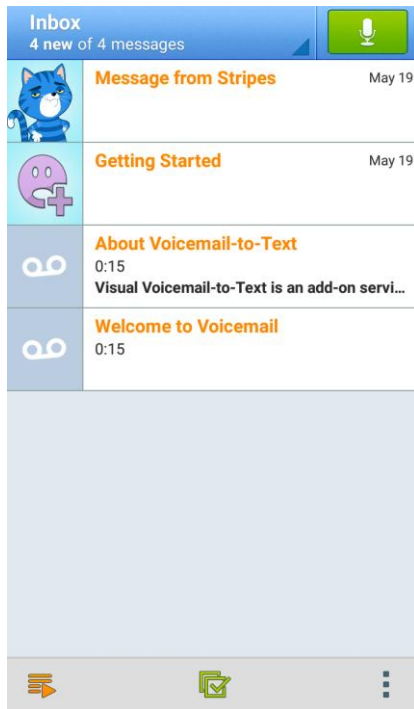 Inbox
4 new of 4 messages
Message from Stripes
May 19
Getting Started
May 19
About Voicemail-to-Text
0:15
Visual Voicemail-to-Text is an add-on servi...
Welcome to Voicemail
0:15